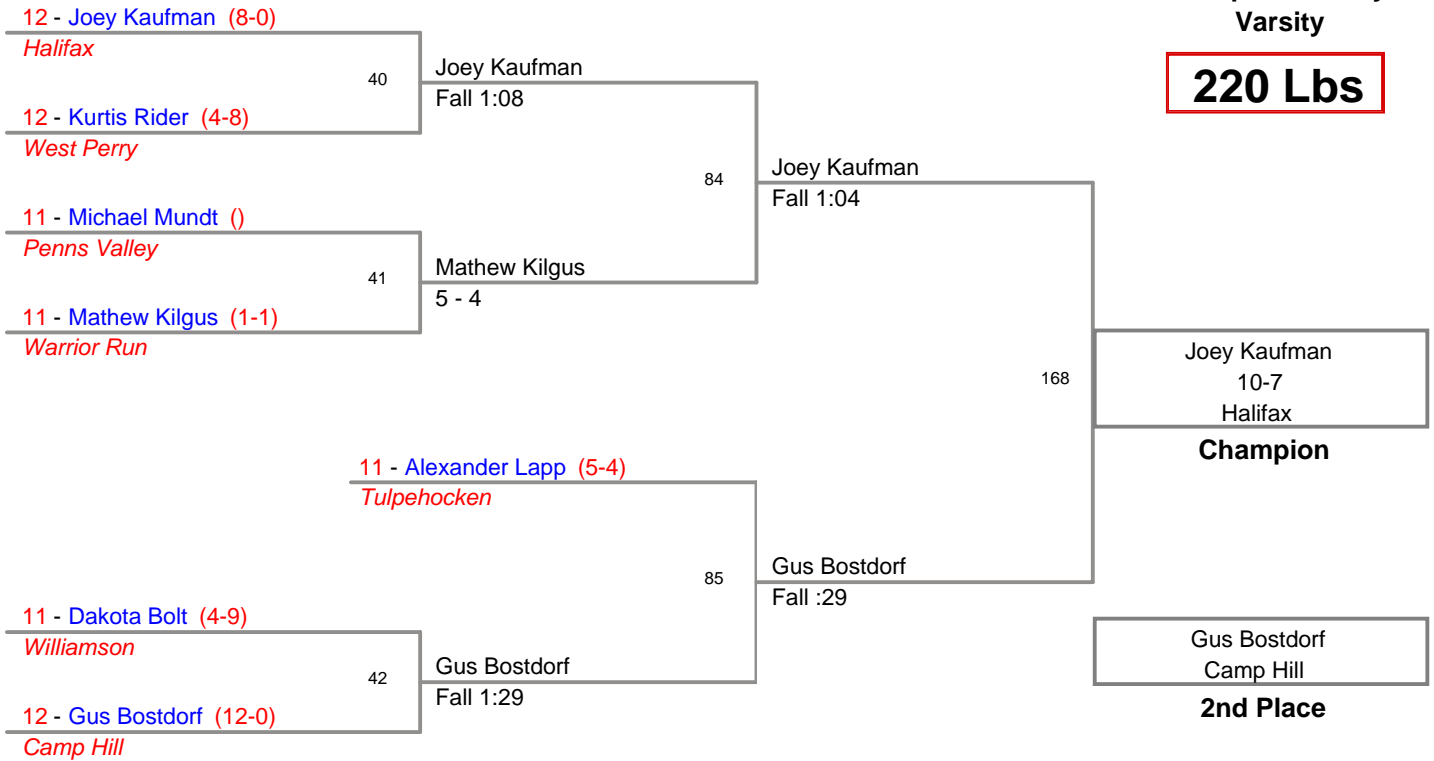 Varsity
220 Lbs
12 - Joey Kaufman (8-0)
Halifax
40
Joey Kaufman
Fall 1:08
12 - Kurtis Rider (4-8)
West Perry
84
Joey Kaufman
Fall 1:04
11 - Michael Mundt ()
Penns Valley
41
Mathew Kilgus
5 - 4
11 - Mathew Kilgus (1-1)
Warrior Run
168
Joey Kaufman
10-7
Halifax
Champion
11 - Alexander Lapp (5-4)
Tulpehocken
85
Gus Bostdorf
Fall :29
11 - Dakota Bolt (4-9)
Williamson
42
Gus Bostdorf
Fall 1:29
12 - Gus Bostdorf (12-0)
Camp Hill
Gus Bostdorf
Camp Hill
2nd Place